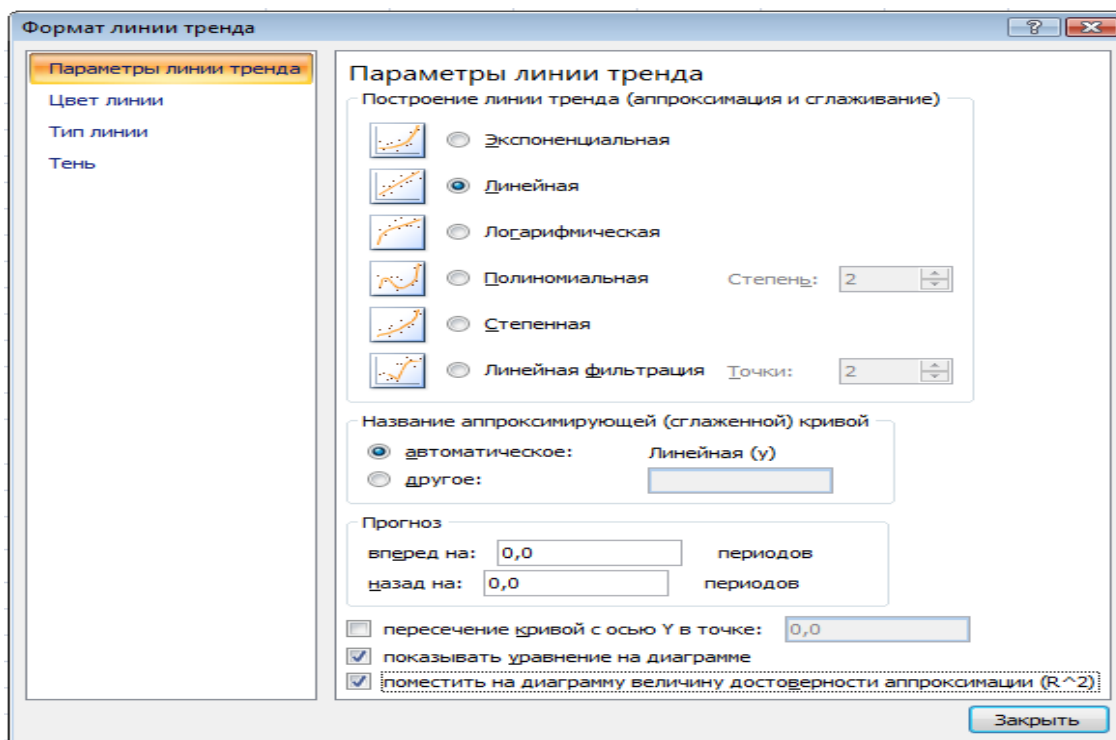 Формат линии тренда
Параметры линии тренда
Цвет линии
Тип линии
Тень
Параметры линии тренда
Построение линии тренда (аппроксимация и сглаживание)
Экспоненциальная
Линейная
Логарифмическая
Полиномиальная Степень: 2
Степенная
Линейная фильтрация Точки: 2
Название аппроксимирующей (сглаженной) кривой
автоматическое: Линейная (y)
другое:
Прогноз
вперед на: 0,0 периодов
назад на: 0,0 периодов
пересечение кривой с осью Y в точке: 0,0
показывать уравнение на диаграмме
поместить на диаграмму величину достоверности аппроксимации (R^2)
Закрыть